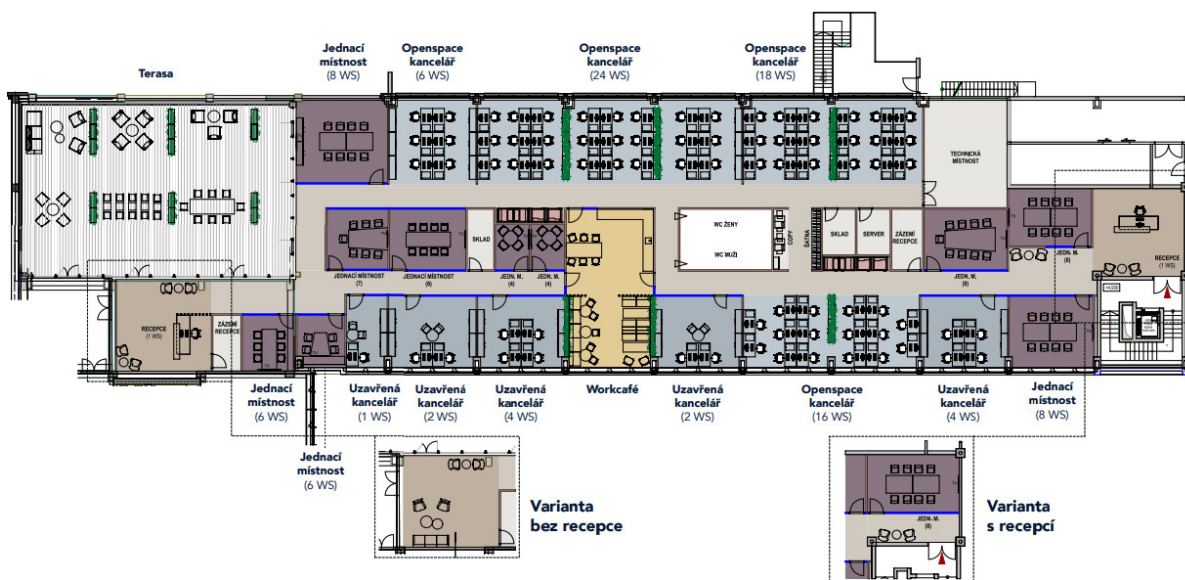 Terasa
Jednací
místnost
(8 WS)
Openspace
kancelář
(6 WS)
Openspace
kancelář
(24 WS)
Openspace
kancelář
(18 WS)
TECHNICKÁ
MÍSTNOST
SKLAD
WC ŽENY
WC MUŽI
COPY
ŠATNA
SKLAD
SERVER
ZÁZEMÍ
RECEPCE
JEDNACÍ MÍSTNOST
(7)
JEDNACÍ MÍSTNOST
(8)
JEDN. M.
(4)
JEDN. M.
(4)
JEDN. M.
(8)
JEDN. M.
(8)
RECEPCE
(1 WS)
RECEPCE
(1 WS)
ZÁZEMÍ
RECEPCE
Jednací
místnost
(6 WS)
Uzavřená
kancelář
(1 WS)
Uzavřená
kancelář
(2 WS)
Uzavřená
kancelář
(4 WS)
Workcafé
Uzavřená
kancelář
(2 WS)
Openspace
kancelář
(16 WS)
Uzavřená
kancelář
(4 WS)
Jednací
místnost
(8 WS)
Jednací
místnost
(6 WS)
Varianta
bez recepce
JEDN. M.
(8)
Varianta
s recepcí